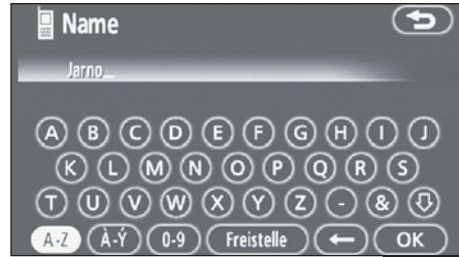 Name
Jarno_
A B C D E F G H I J
K L M N O P Q R S
T U V W X Y Z - &
A-Z À-Ý 0-9 Freistelle ← OK